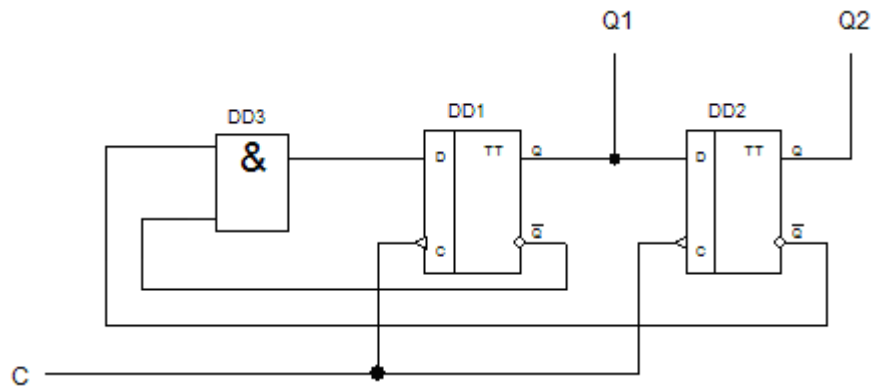 Q1 Q2
DD3 DD1 DD2
&
D TT Q D TT Q
C Q̅ C Q̅
C